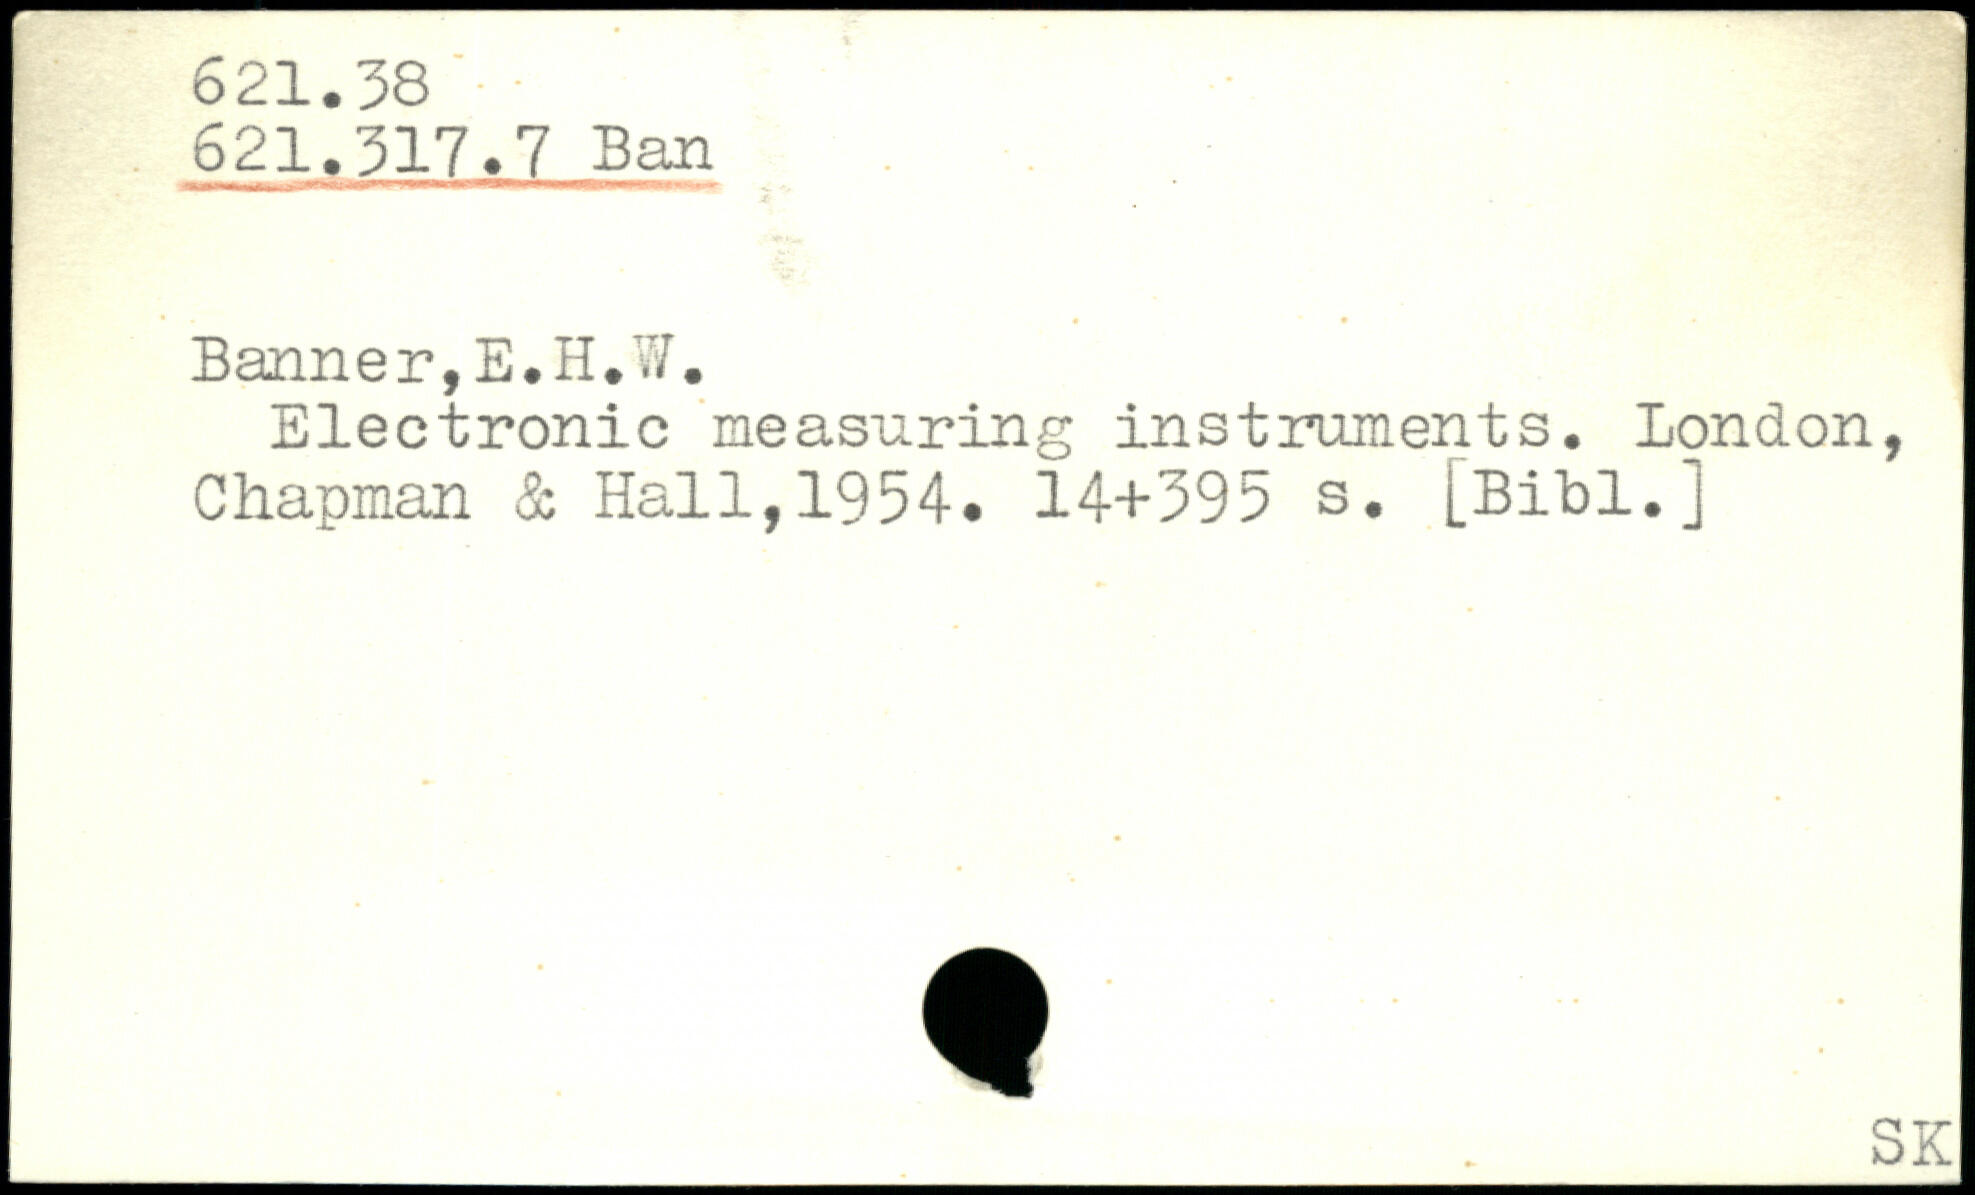 621.38
621.317.7 Ban
Banner,E.H.W.
Electronic measuring instruments. London,
Chapman & Hall,1954. 14+395 s. [Bibl.]
SK